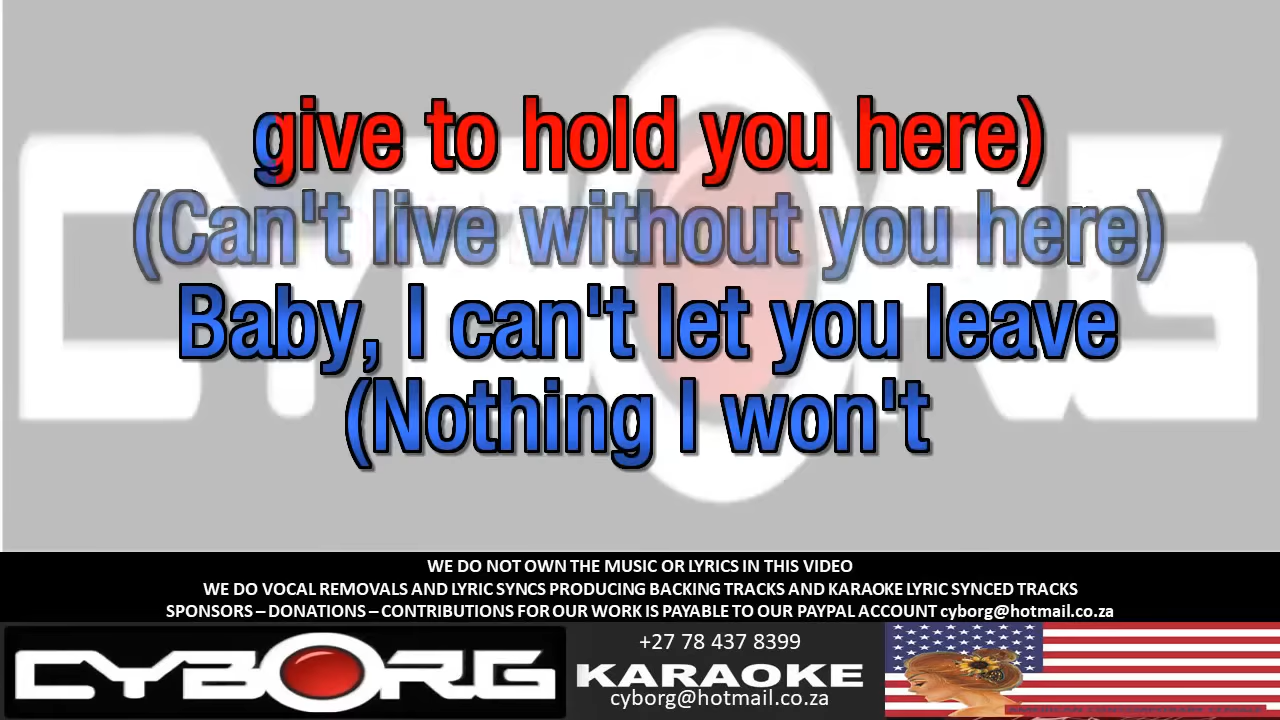 give to hold you here)
(Can't live without you here)
Baby, I can't let you leave
(Nothing I won't
WE DO NOT OWN THE MUSIC OR LYRICS IN THIS VIDEO
WE DO VOCAL REMOVALS AND LYRIC SYNCS PRODUCING BACKING TRACKS AND KARAOKE LYRIC SYNCED TRACKS
SPONSORS – DONATIONS – CONTRIBUTIONS FOR OUR WORK IS PAYABLE TO OUR PAYPAL ACCOUNT cyborg@hotmail.co.za
CYBORG
+27 78 437 8399
KARAOKE
cyborg@hotmail.co.za
AMERICAN CONTEMPORARY FEMALE